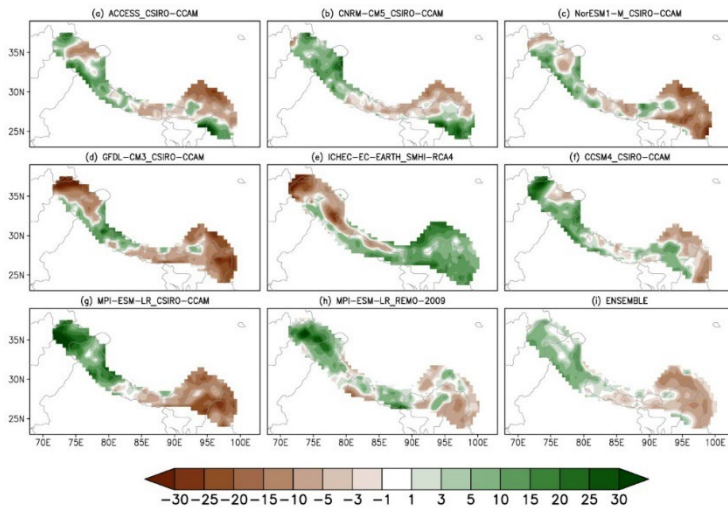 (a) ACCESS_CSIRO-CCAM
(b) CNRM-CM5_CSIRO-CCAM
(c) NorESM1-M_CSIRO-CCAM
35N
30N
25N
(d) GFDL-CM3_CSIRO-CCAM
(e) ICHEC-EC-EARTH_SMHI-RCA4
(f) CCSM4_CSIRO-CCAM
35N
30N
25N
(g) MPI-ESM-LR_CSIRO-CCAM
(h) MPI-ESM-LR_REMO-2009
(i) ENSEMBLE
35N
30N
25N
70E 75E 80E 85E 90E 95E 100E
70E 75E 80E 85E 90E 95E 100E
70E 75E 80E 85E 90E 95E 100E
-30 -25 -20 -15 -10 -5 -3 -1 1 3 5 10 15 20 25 30